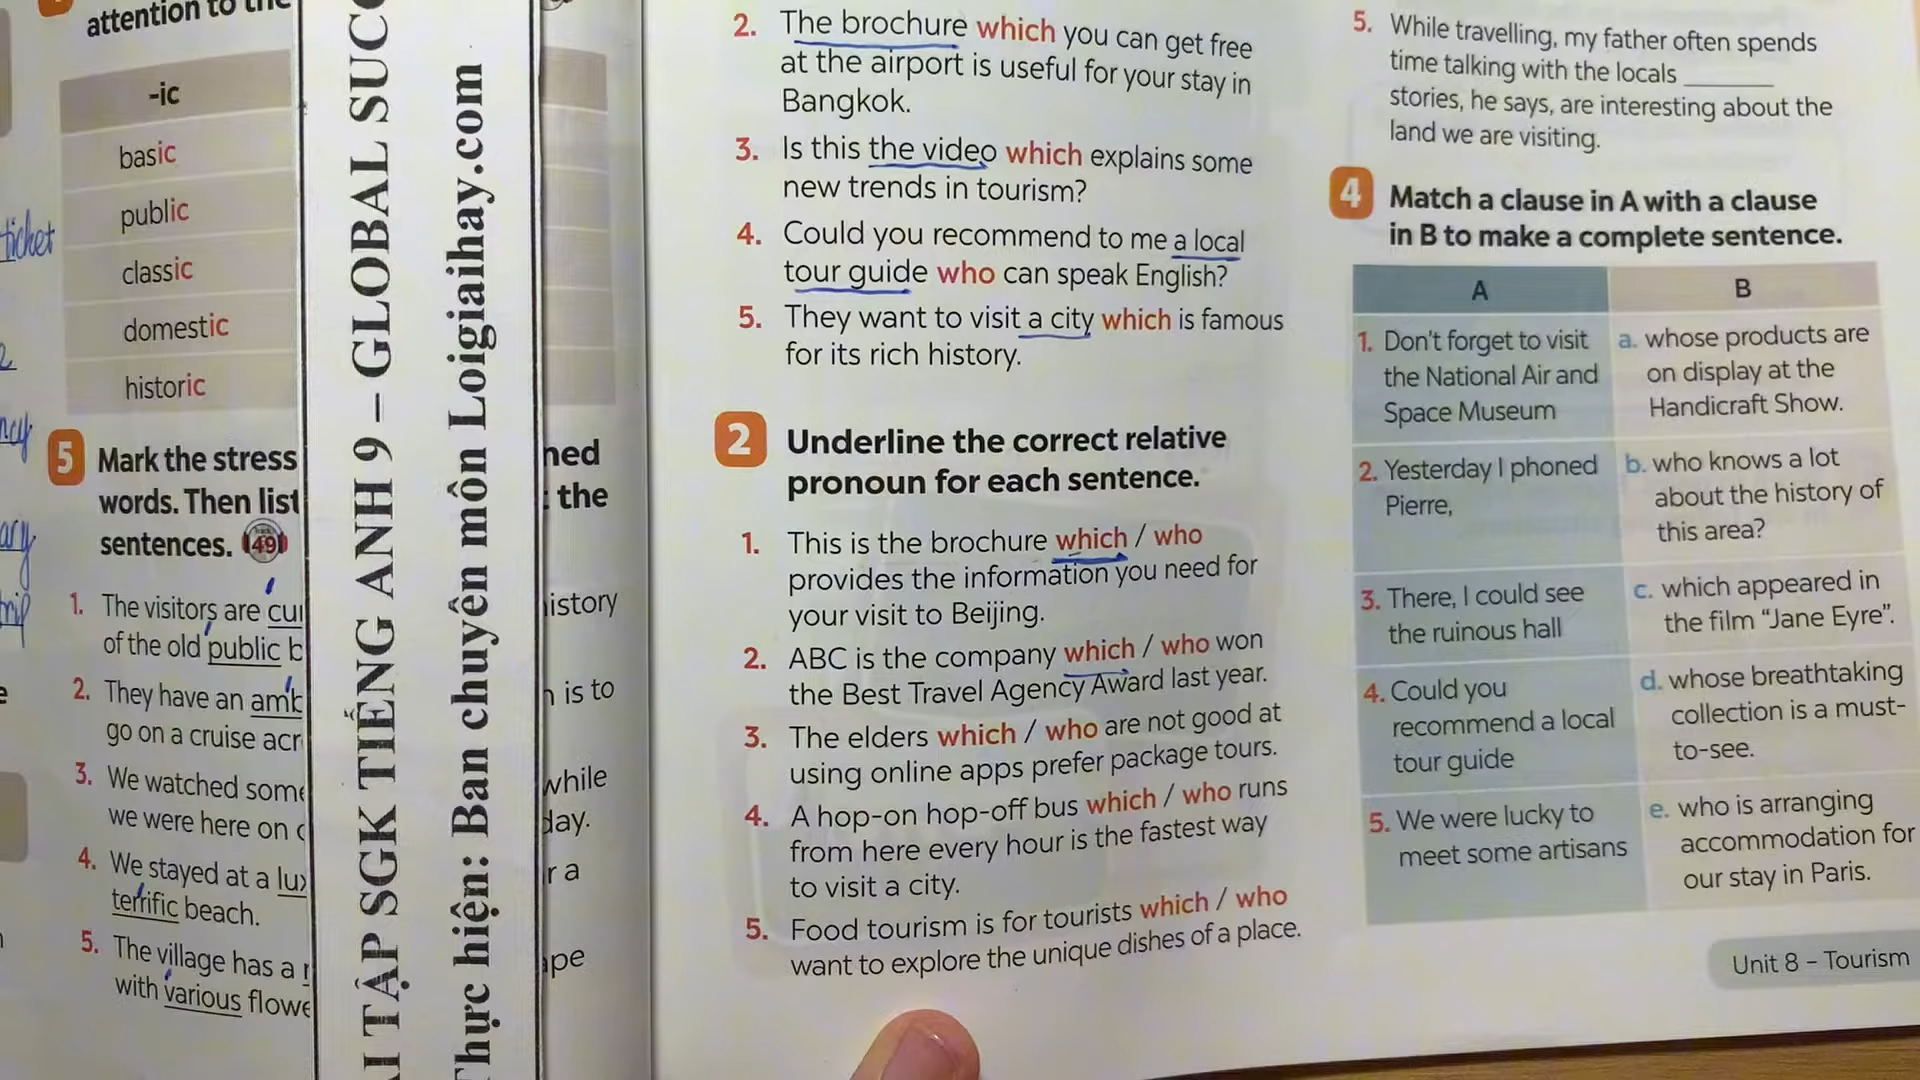 attention to the
-ic
basic
public
classic
domestic
historic
ticket
5 Mark the stress
words. Then list
sentences. 49
1. The visitors are
of the old public
2. They have an
go on a cruise
3. We watched
we were here on
4. We stayed at a
terrific beach.
5. The village has a
with various
ẬP SGK TIẾNG ANH 9 – GLOBAL
Thực hiện: Ban chuyên môn Loigiaihay.com
the
is to
while
day.
a
2. The brochure which you can get free
at the airport is useful for your stay in
Bangkok.
3. Is this the video which explains some
new trends in tourism?
4. Could you recommend to me a local
tour guide who can speak English?
5. They want to visit a city which is famous
for its rich history.
2 Underline the correct relative
pronoun for each sentence.
1. This is the brochure which / who
provides the information you need for
your visit to Beijing.
2. ABC is the company which / who won
the Best Travel Agency Award last year.
3. The elders which / who are not good at
using online apps prefer package tours.
4. A hop-on hop-off bus which / who runs
from here every hour is the fastest way
to visit a city.
5. Food tourism is for tourists which / who
want to explore the unique dishes of a place.
5. While travelling, my father often spends
time talking with the locals ________
stories, he says, are interesting about the
land we are visiting.
4 Match a clause in A with a clause
in B to make a complete sentence.
A
B
1. Don't forget to visit
the National Air and
Space Museum
a. whose products are
on display at the
Handicraft Show.
2. Yesterday I phoned
Pierre,
b. who knows a lot
about the history of
this area?
3. There, I could see
the ruinous hall
c. which appeared in
the film “Jane Eyre”.
4. Could you
recommend a local
tour guide
d. whose breathtaking
collection is a must-
to-see.
5. We were lucky to
meet some artisans
e. who is arranging
accommodation for
our stay in Paris.
Unit 8 – Tourism